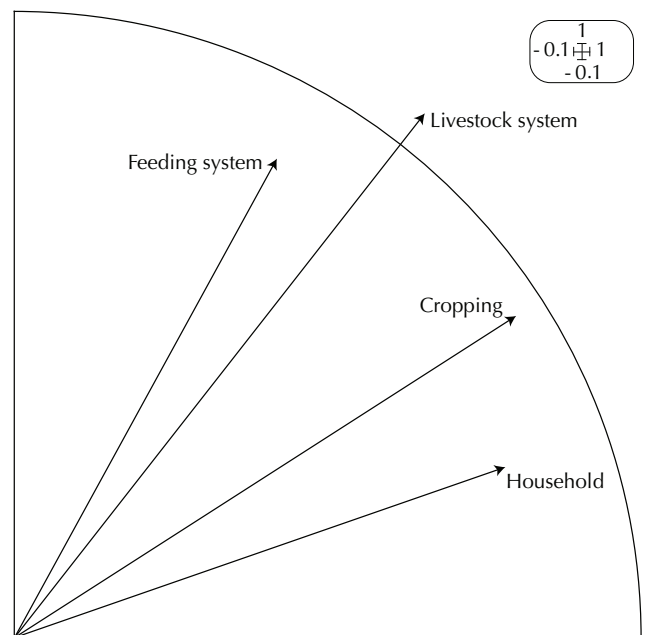 1
- 0.1 1
- 0.1
Livestock system
Feeding system
Cropping
Household